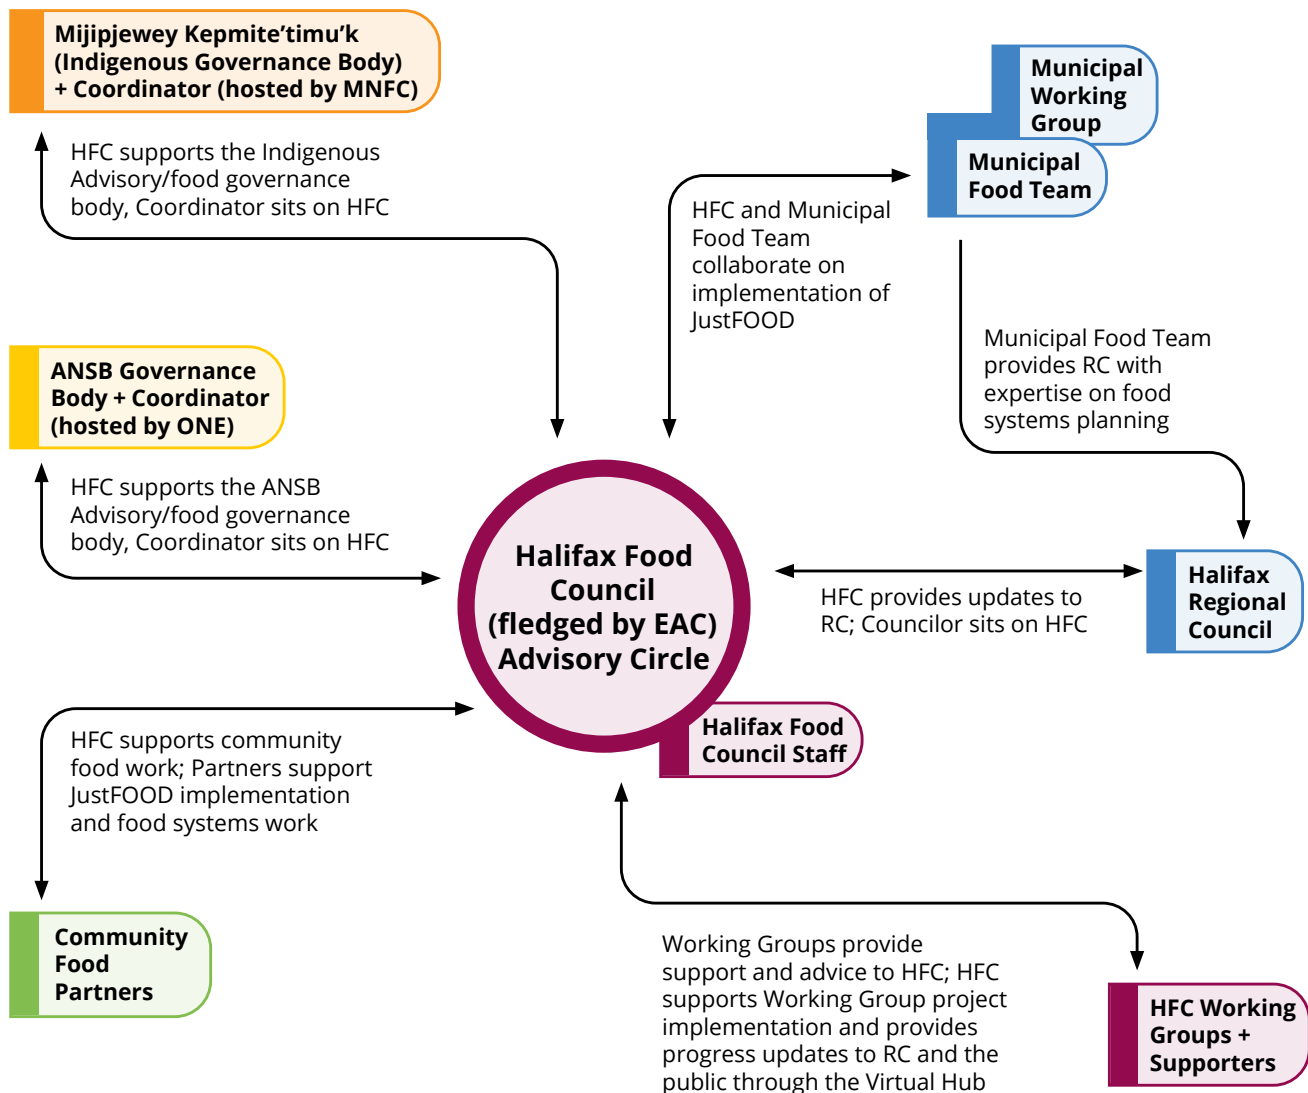 Mijipjewey Kepmite’timu’k
(Indigenous Governance Body)
+ Coordinator (hosted by MNFC)
HFC supports the Indigenous
Advisory/food governance
body, Coordinator sits on HFC
Municipal
Working
Group
Municipal
Food Team
HFC and Municipal
Food Team
collaborate on
implementation of
JustFOOD
Municipal Food Team
provides RC with
expertise on food
systems planning
ANSB Governance
Body + Coordinator
(hosted by ONE)
HFC supports the ANSB
Advisory/food governance
body, Coordinator sits on HFC
Halifax Food
Council
(fledged by EAC)
Advisory Circle
HFC provides updates to
RC; Councilor sits on HFC
Halifax
Regional
Council
Halifax Food
Council Staff
HFC supports community
food work; Partners support
JustFOOD implementation
and food systems work
Community
Food
Partners
Working Groups provide
support and advice to HFC; HFC
supports Working Group project
implementation and provides
progress updates to RC and the
public through the Virtual Hub
HFC Working
Groups +
Supporters